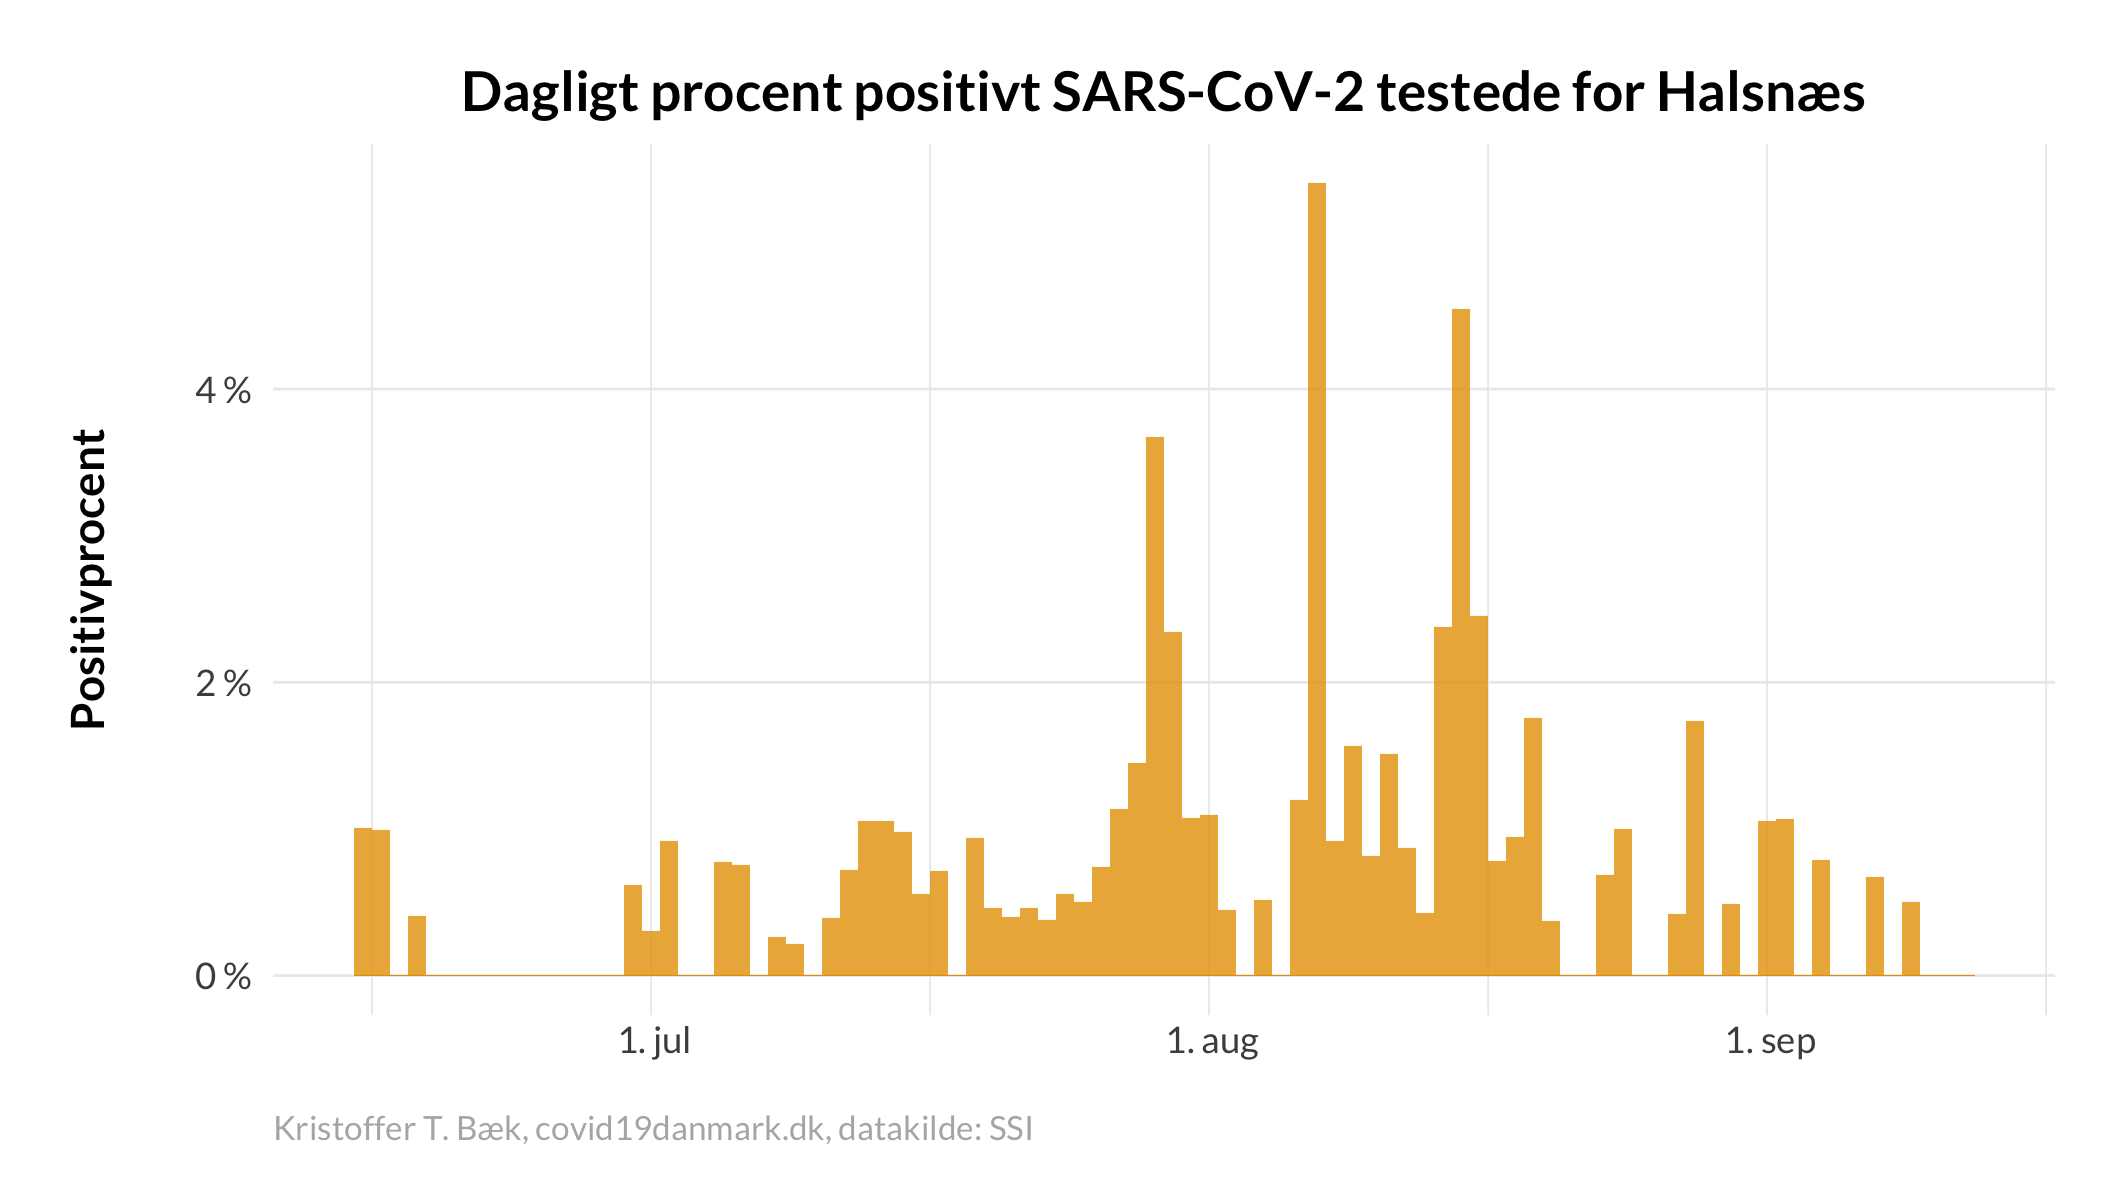 Dagligt procent positivt SARS-CoV-2 testede for Halsnæs
Positivprocent
4 %
2 %
0 %
1. jul
1. aug
1. sep
Kristoffer T. Bæk, covid19danmark.dk, datakilde: SSI